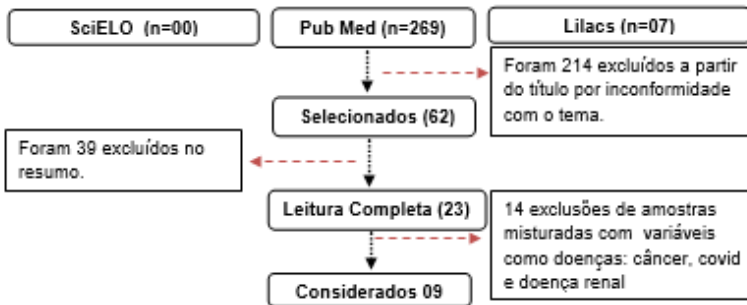 SciELO (n=00)
Pub Med (n=269)
Lilacs (n=07)
Foram 214 excluídos a partir
do título por inconformidade
com o tema.
Selecionados (62)
Foram 39 excluídos no
resumo.
Leitura Completa (23)
14 exclusões de amostras
misturadas com variáveis
como doenças: câncer, covid
e doença renal
Considerados 09